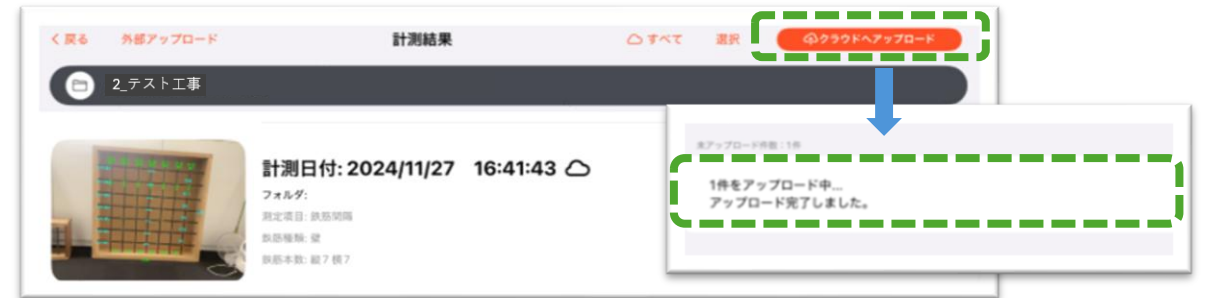 戻る 外部アップロード 計測結果 すべて 選択 クラウドへアップロード
2_テスト工事
計測日付: 2024/11/27 16:41:43
フォルダ:
測定項目: 鉄筋間隔
鉄筋種類: 壁
鉄筋本数: 縦7 横7
未アップロード件数：1件
1件をアップロード中...
アップロード完了しました。